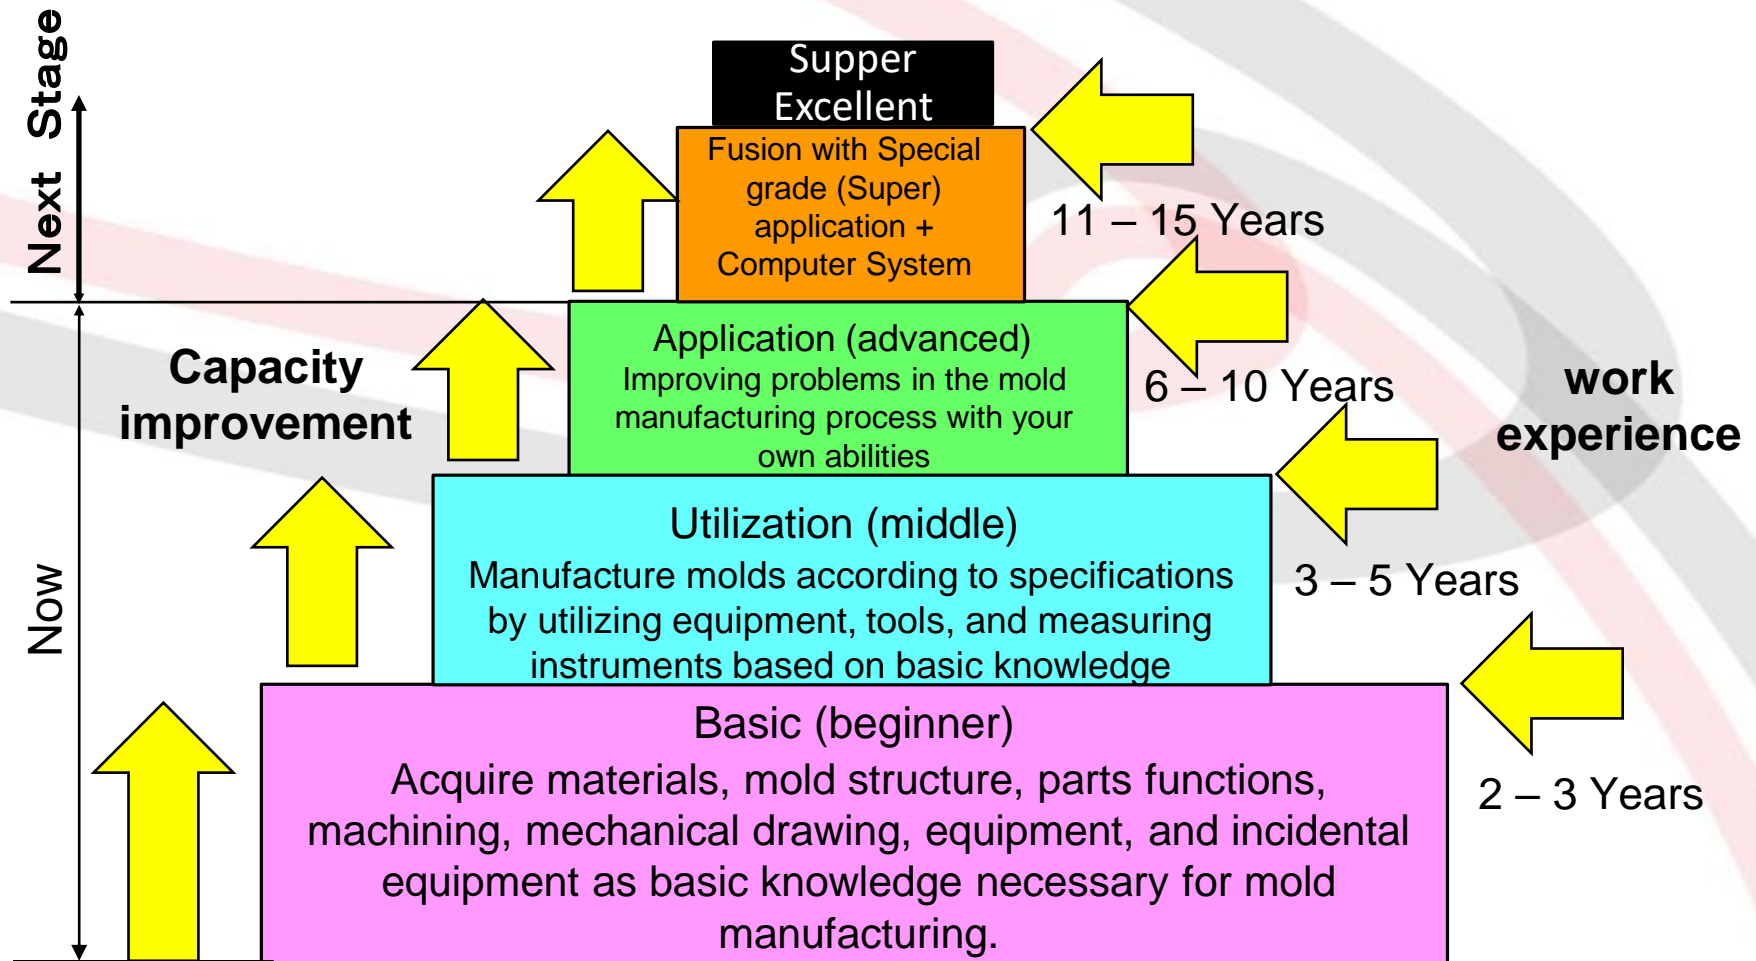 Next Stage
Supper
Excellent
Fusion with Special
grade (Super)
application +
Computer System
11 – 15 Years
Application (advanced)
Improving problems in the mold
manufacturing process with your
own abilities
6 – 10 Years
Capacity
improvement
work
experience
Utilization (middle)
Manufacture molds according to specifications
by utilizing equipment, tools, and measuring
instruments based on basic knowledge
3 – 5 Years
Now
Basic (beginner)
Acquire materials, mold structure, parts functions,
machining, mechanical drawing, equipment, and incidental
equipment as basic knowledge necessary for mold
manufacturing.
2 – 3 Years